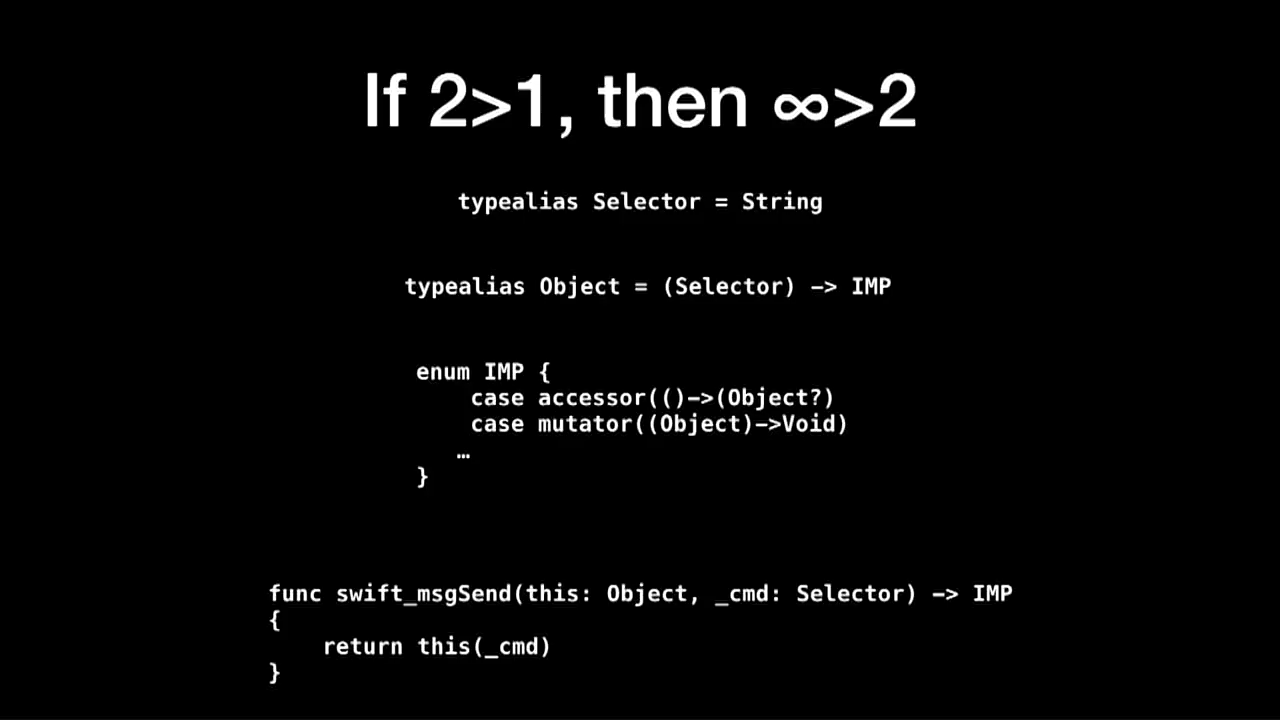 If 2>1, then ∞>2
typealias Selector = String
typealias Object = (Selector) -> IMP
enum IMP {
case accessor(()->(Object?)
case mutator((Object)->Void)
…
}
func swift_msgSend(this: Object, _cmd: Selector) -> IMP
{
return this(_cmd)
}